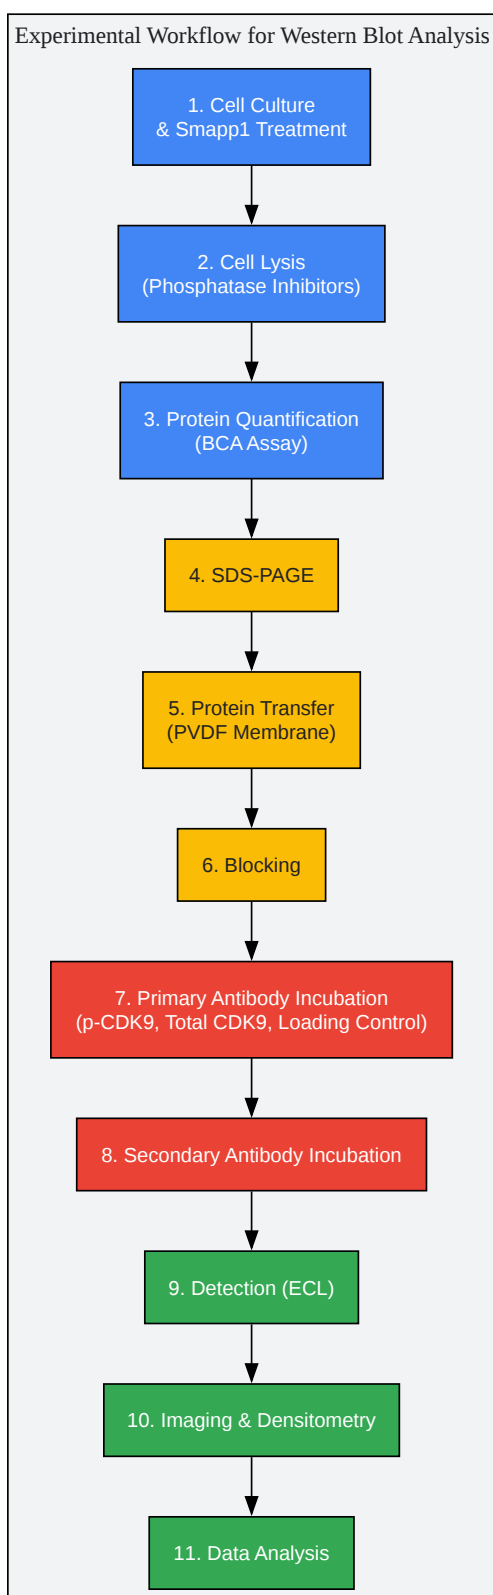 Experimental Workflow for Western Blot Analysis
1. Cell Culture
& Smapp1 Treatment
2. Cell Lysis
(Phosphatase Inhibitors)
3. Protein Quantification
(BCA Assay)
4. SDS-PAGE
5. Protein Transfer
(PVDF Membrane)
6. Blocking
7. Primary Antibody Incubation
(p-CDK9, Total CDK9, Loading Control)
8. Secondary Antibody Incubation
9. Detection (ECL)
10. Imaging & Densitometry
11. Data Analysis